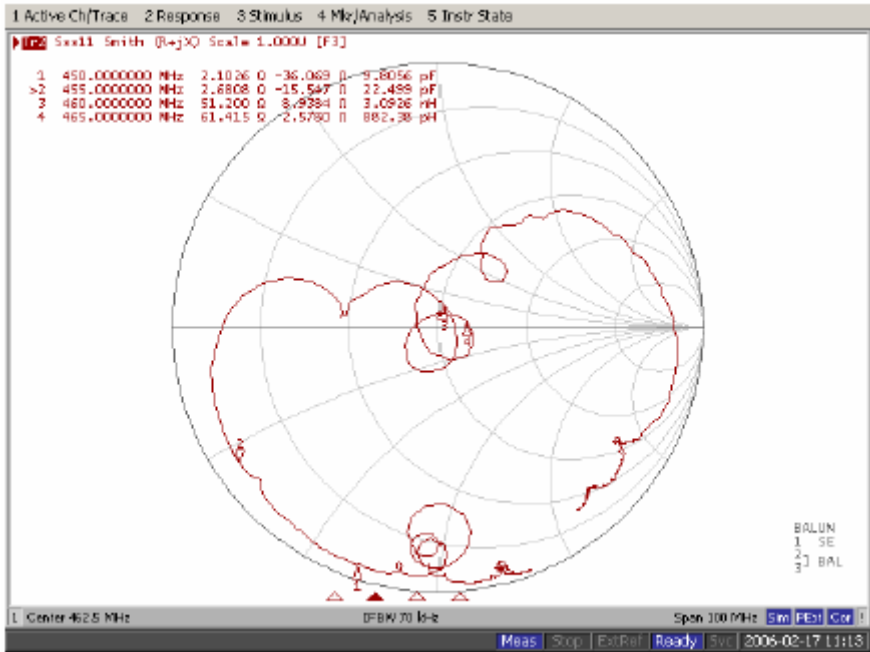 1 Active Ch/Trace 2 Response 3 Stimulus 4 Mkr/Analysis 5 Instr State
Smith (R+jX) Scale 1.000U [F3]
1 450.0000000 MHz 2.1026 Ω -36.069 Ω 9.8056 pF
>2 455.0000000 MHz 2.6808 Ω -15.547 Ω 22.499 pF
3 460.0000000 MHz 51.200 Ω 8.9384 Ω 3.0926 nH
4 465.0000000 MHz 61.415 Ω 2.5780 Ω 882.38 pH
BALUN
1 SE
2
3] BAL
1 Center 462.5 MHz IFBW 70 kHz Span 100 MHz Sim PExt Cor !
Meas Stop ExtRef Ready Svc 2006-02-17 11:13